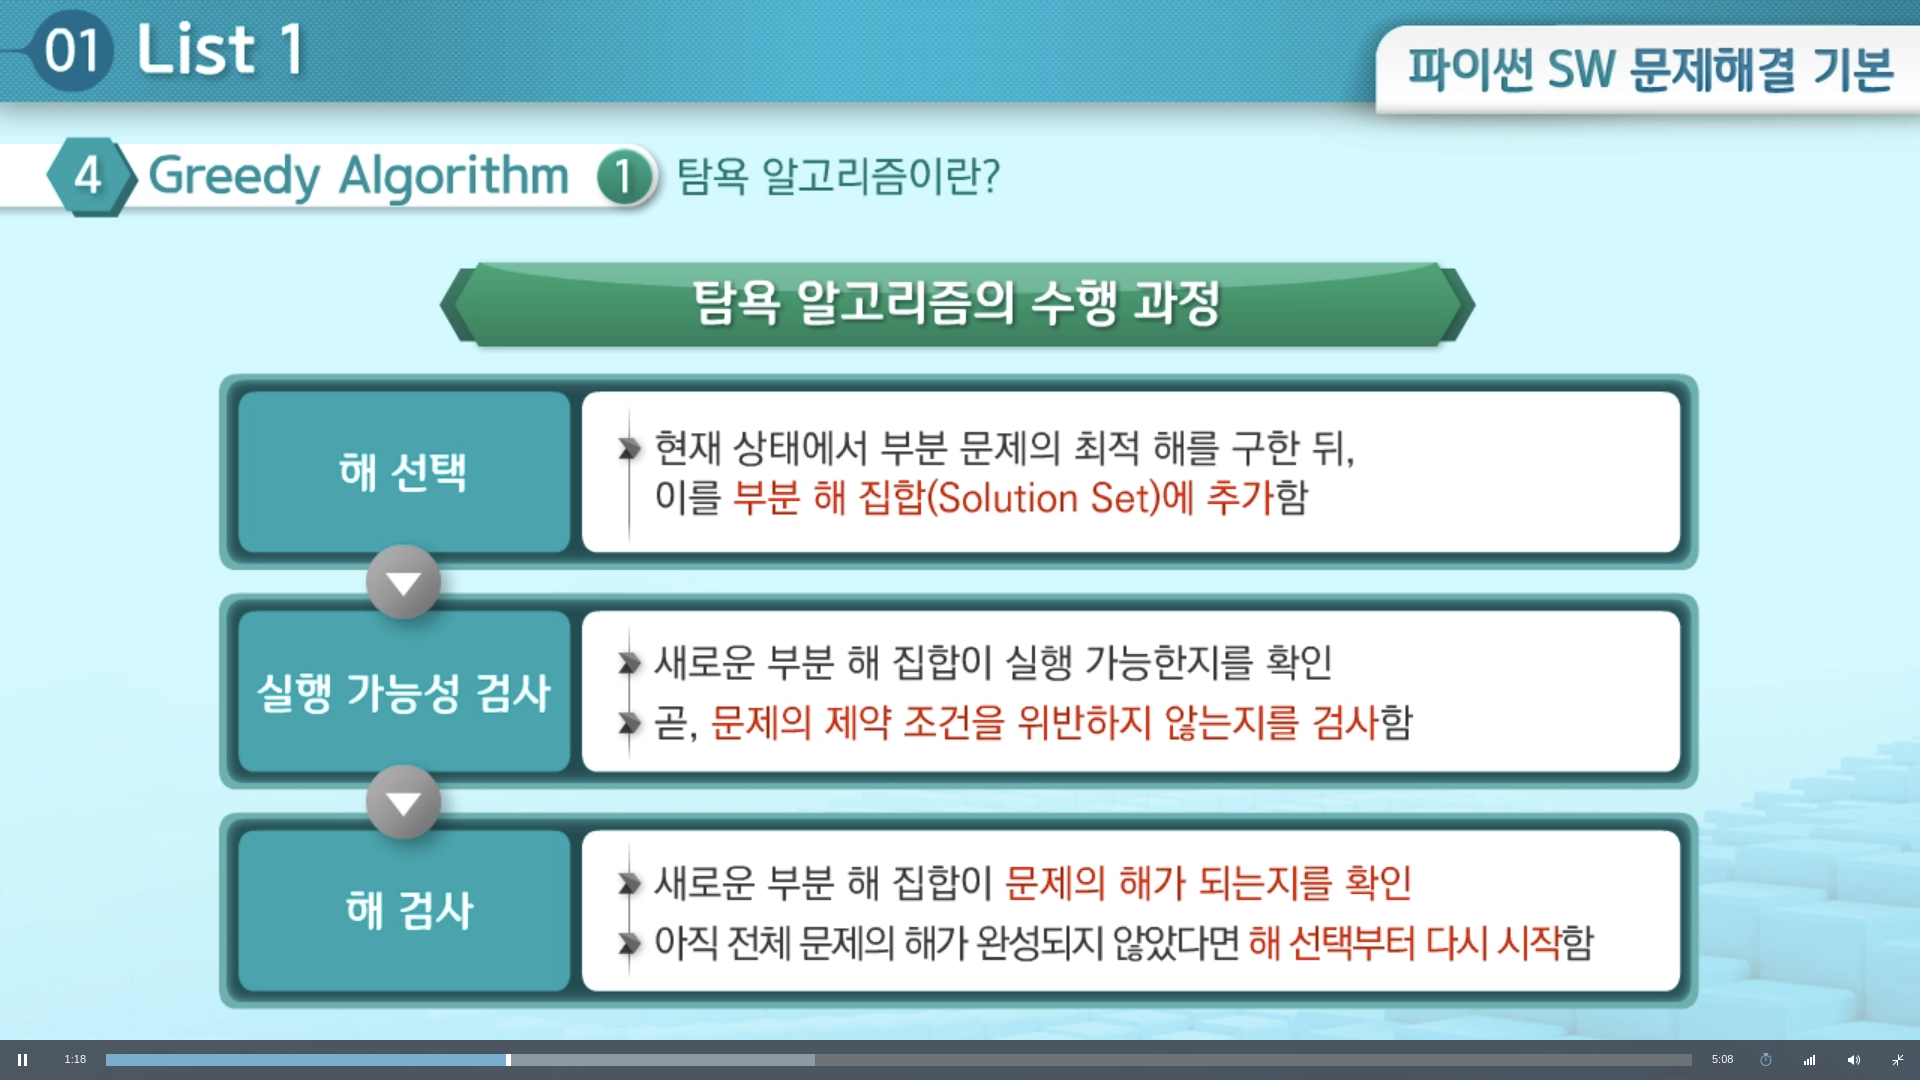 01 List 1
파이썬 SW 문제해결 기본
4 Greedy Algorithm 1 탐욕 알고리즘이란?
탐욕 알고리즘의 수행 과정
해 선택
현재 상태에서 부분 문제의 최적 해를 구한 뒤,
이를 부분 해 집합(Solution Set)에 추가함
실행 가능성 검사
새로운 부분 해 집합이 실행 가능한지를 확인
곧, 문제의 제약 조건을 위반하지 않는지를 검사함
해 검사
새로운 부분 해 집합이 문제의 해가 되는지를 확인
아직 전체 문제의 해가 완성되지 않았다면 해 선택부터 다시 시작함
1:18
5:08